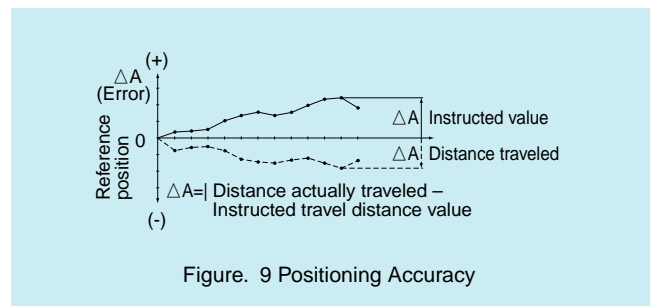 (+)
△A
(Error)
0
Reference
position
(-)
△A Instructed value
△A Distance traveled
△A=| Distance actually traveled –
Instructed travel distance value
Figure. 9 Positioning Accuracy